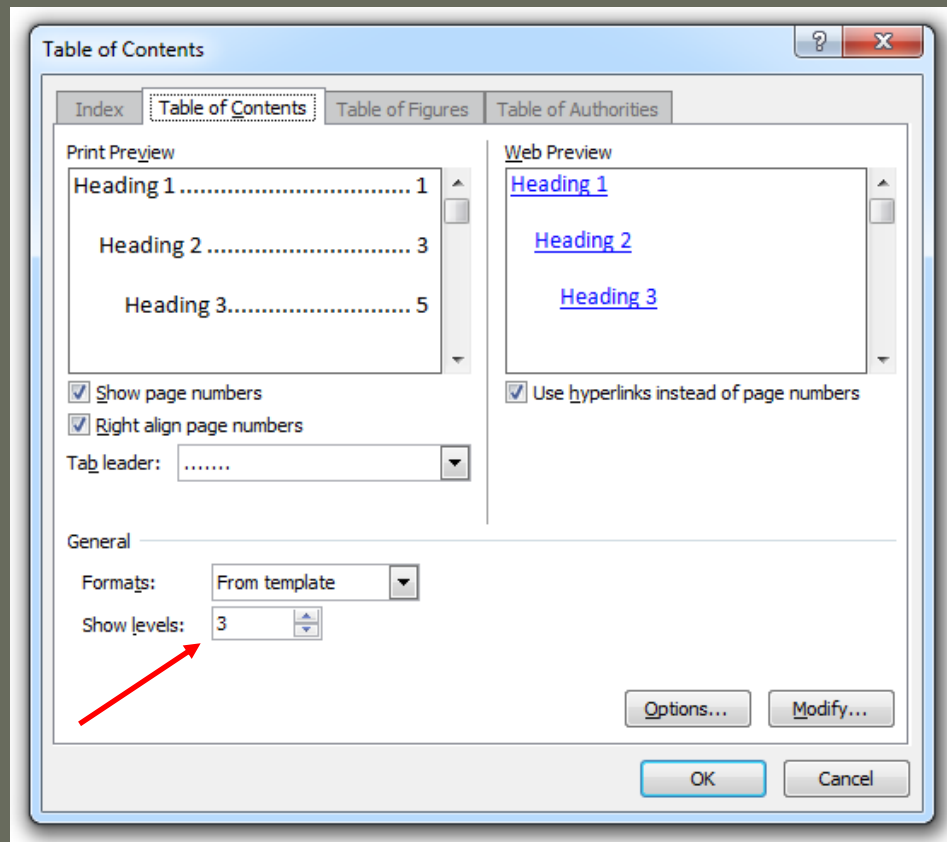 Table of Contents
Index
Table of Contents
Table of Figures
Table of Authorities
Print Preview
Heading 1.................................. 1
Heading 2............................... 3
Heading 3........................... 5
Show page numbers
Right align page numbers
Tab leader: .......
Web Preview
Heading 1
Heading 2
Heading 3
Use hyperlinks instead of page numbers
General
Formats: From template
Show levels: 3
Options...
Modify...
OK
Cancel